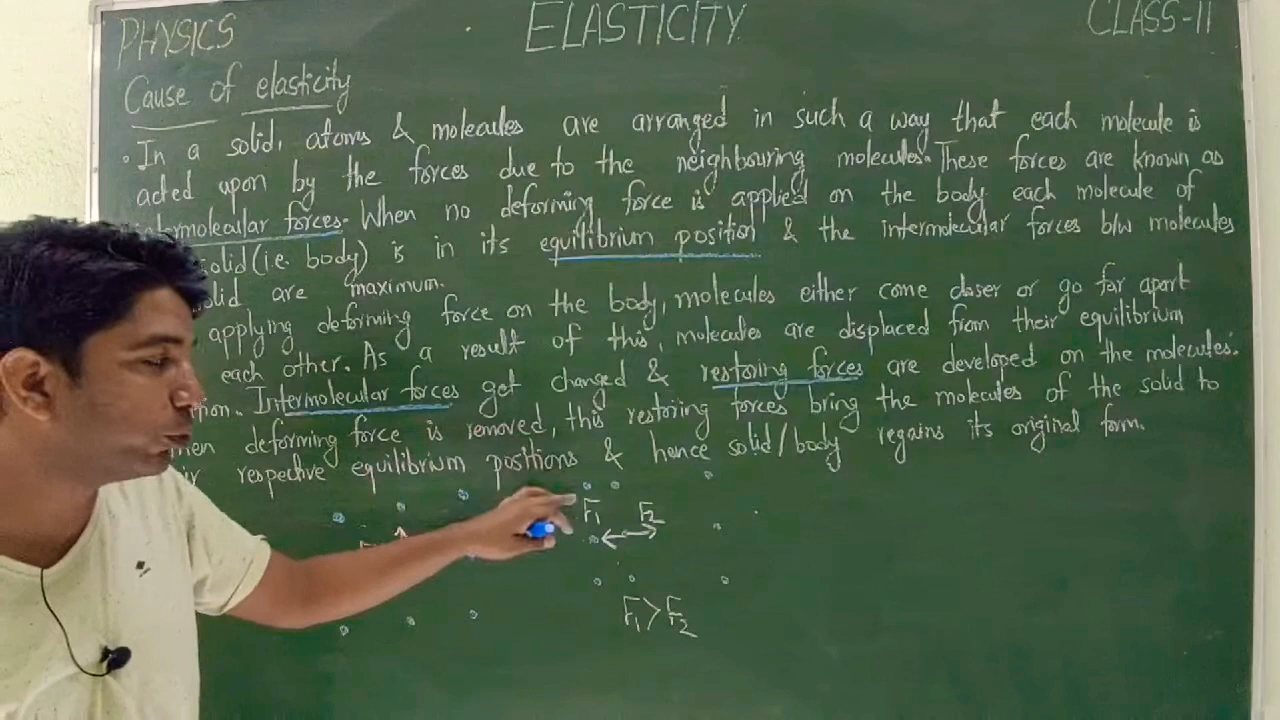 PHYSICS ELASTICITY CLASS-11
Cause of elasticity
• In a solid, atoms & molecules are arranged in such a way that each molecule is
acted upon by the forces due to the neighbouring molecules. These forces are known as
intermolecular forces. When no deforming force is applied on the body each molecule of
solid (i.e. body) is in its equilibrium position & the intermolecular forces b/w molecules
are maximum.
applying deforming force on the body, molecules either come closer or go far apart
each other. As a result of this, molecules are displaced from their equilibrium
Intermolecular forces get changed & restoring forces are developed on the molecules.
deforming force is removed, this restoring forces bring the molecules of the solid to
respective equilibrium positions & hence solid/body regains its original form.
F1 F2
F1 > F2